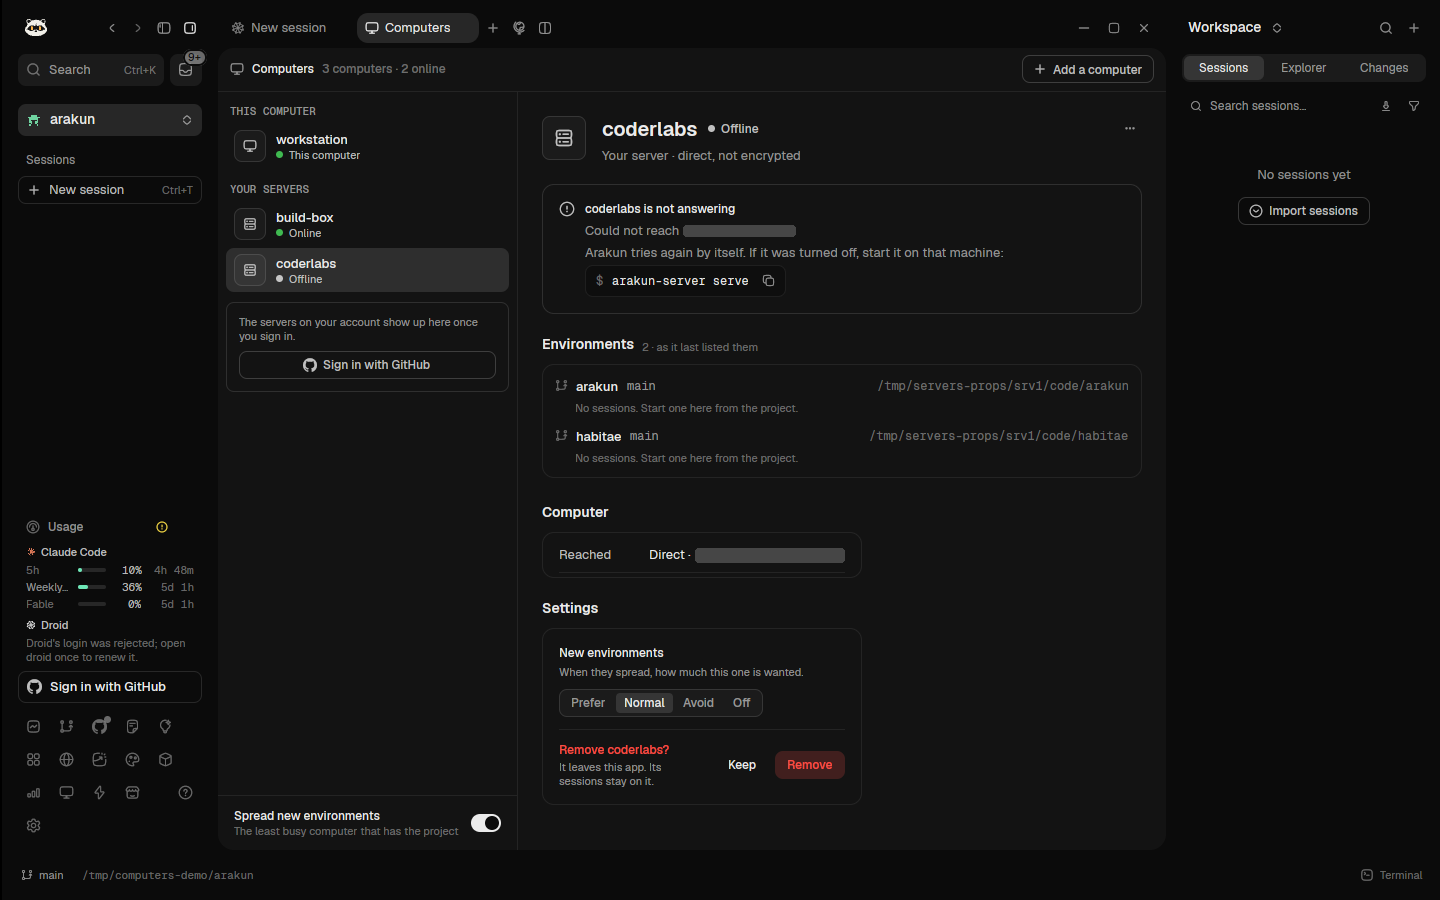 New session
Computers
Workspace
Search Ctrl+K
9+
Computers 3 computers · 2 online
Add a computer
Sessions Explorer Changes
Search sessions...
arakun
THIS COMPUTER
workstation
This computer
coderlabs Offline
Your server · direct, not encrypted
Sessions
New session Ctrl+T
YOUR SERVERS
build-box
Online
coderlabs
Offline
No sessions yet
Import sessions
coderlabs is not answering
Could not reach
Arakun tries again by itself. If it was turned off, start it on that machine:
$ arakun-server serve
The servers on your account show up here once
you sign in.
Sign in with GitHub
Environments 2 · as it last listed them
arakun main /tmp/servers-props/srv1/code/arakun
No sessions. Start one here from the project.
habitae main /tmp/servers-props/srv1/code/habitae
No sessions. Start one here from the project.
Computer
Reached Direct ·
Settings
New environments
When they spread, how much this one is wanted.
Prefer Normal Avoid Off
Remove coderlabs?
It leaves this app. Its
sessions stay on it.
Keep Remove
Usage
Claude Code
5h 10% 4h 48m
Weekly... 36% 5d 1h
Fable 0% 5d 1h
Droid
Droid's login was rejected; open
droid once to renew it.
Sign in with GitHub
Spread new environments
The least busy computer that has the project
main /tmp/computers-demo/arakun
Terminal